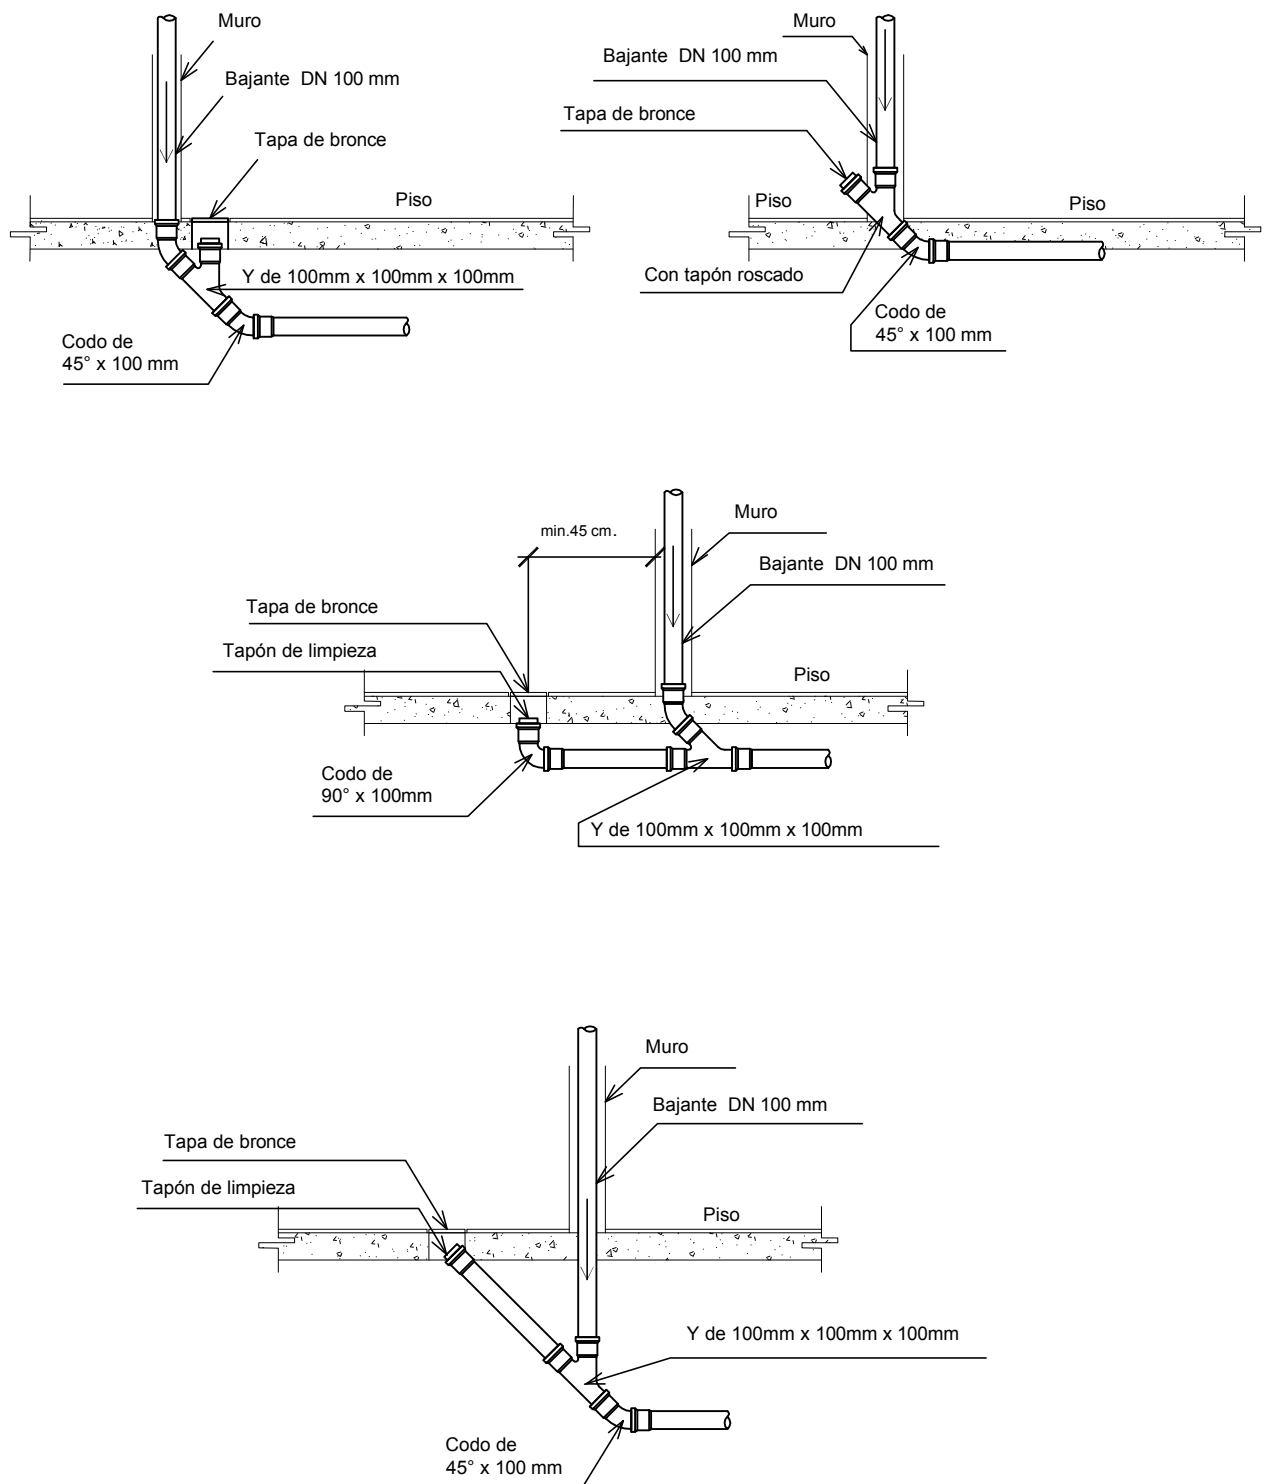 Muro
Bajante DN 100 mm
Tapa de bronce
Piso
Y de 100mm x 100mm x 100mm
Codo de
45° x 100 mm
Muro
Bajante DN 100 mm
Tapa de bronce
Piso
Piso
Con tapón roscado
Codo de
45° x 100 mm
min.45 cm.
Muro
Bajante DN 100 mm
Tapa de bronce
Tapón de limpieza
Piso
Codo de
90° x 100mm
Y de 100mm x 100mm x 100mm
Muro
Bajante DN 100 mm
Tapa de bronce
Tapón de limpieza
Piso
Y de 100mm x 100mm x 100mm
Codo de
45° x 100 mm